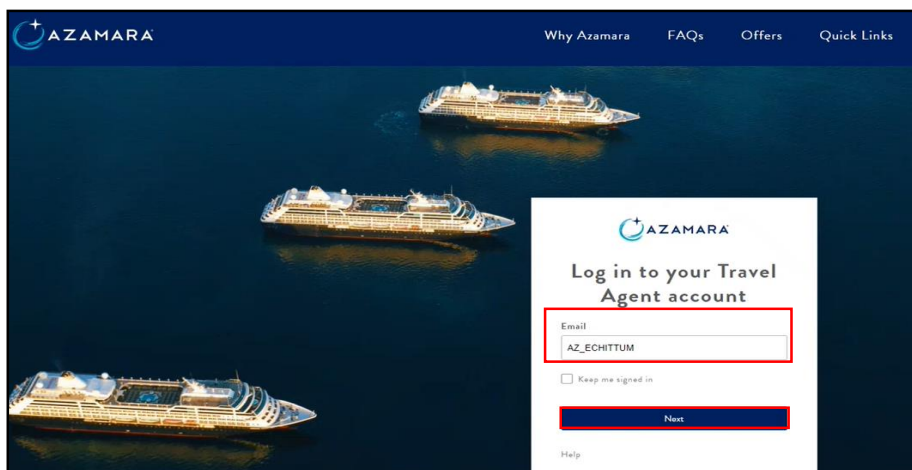 AZAMARA
Why Azamara FAQs Offers Quick Links
AZAMARA
Log in to your Travel
Agent account
Email
AZ_ECHITTUM
Keep me signed in
Next
Help